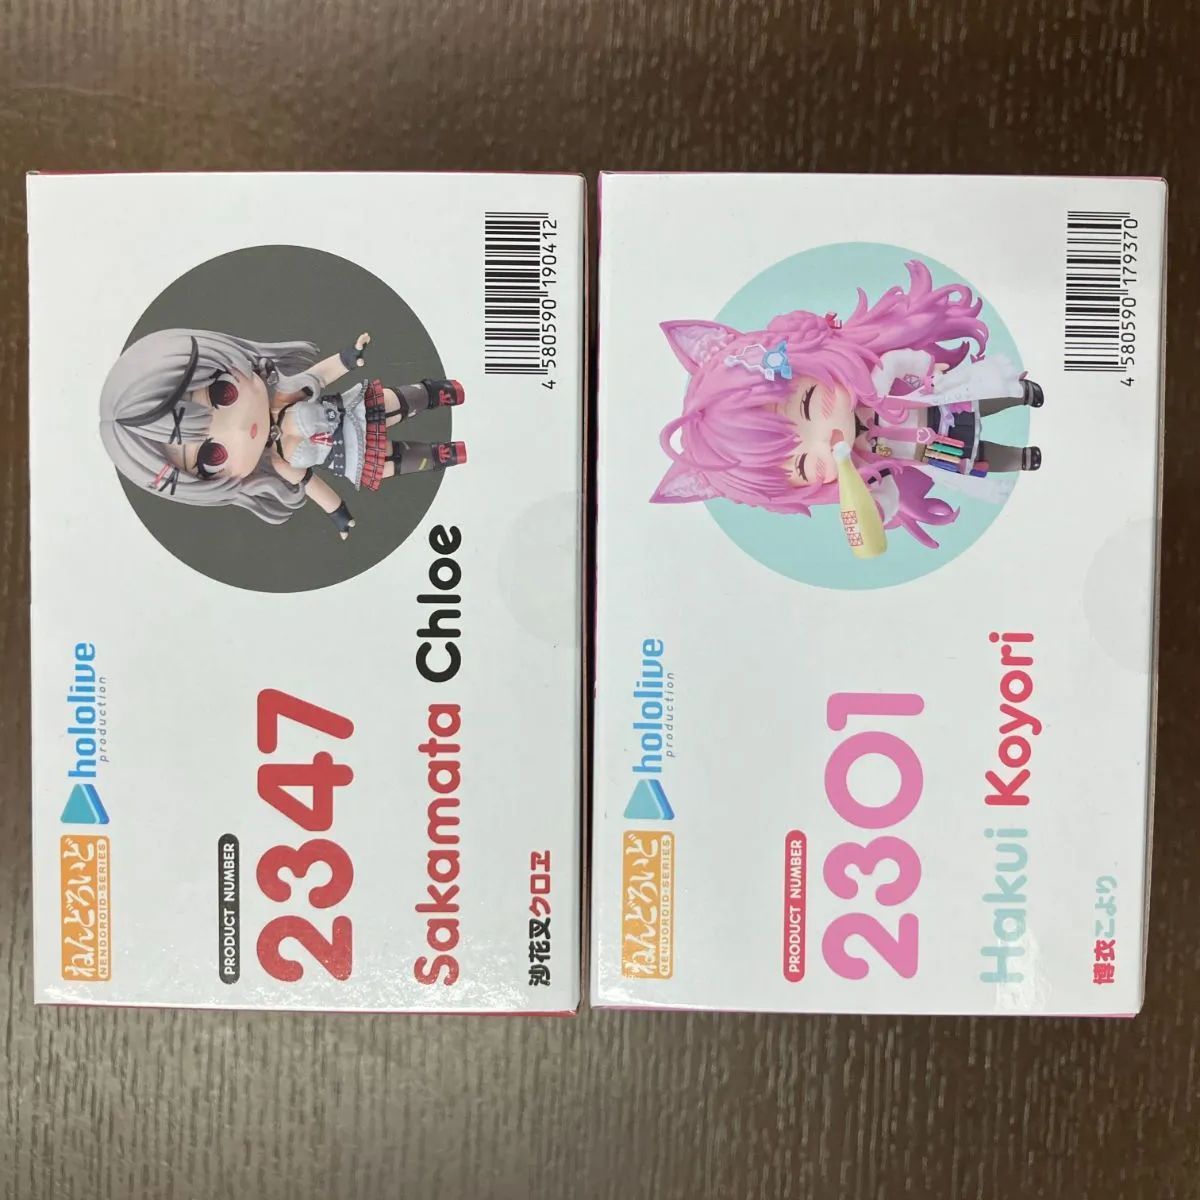 ねんどろいど
NENDOROID·SERIES
hololive
production
PRODUCT NUMBER
2347
Sakamata Chloe
沙花叉クロヱ
4 580590 190412
ねんどろいど
NENDOROID·SERIES
hololive
production
PRODUCT NUMBER
2301
Hakui Koyori
博衣こより
4 580590 179370